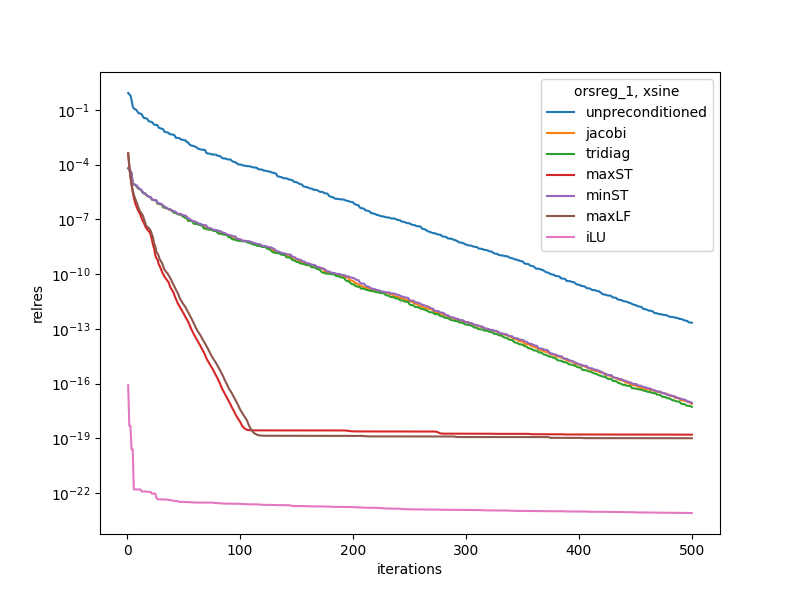 orsreg_1, xsine
unpreconditioned
jacobi
tridiag
maxST
minST
maxLF
iLU
10⁻¹
10⁻⁴
10⁻⁷
10⁻¹⁰
10⁻¹³
10⁻¹⁶
10⁻¹⁹
10⁻²²
relres
0 100 200 300 400 500
iterations